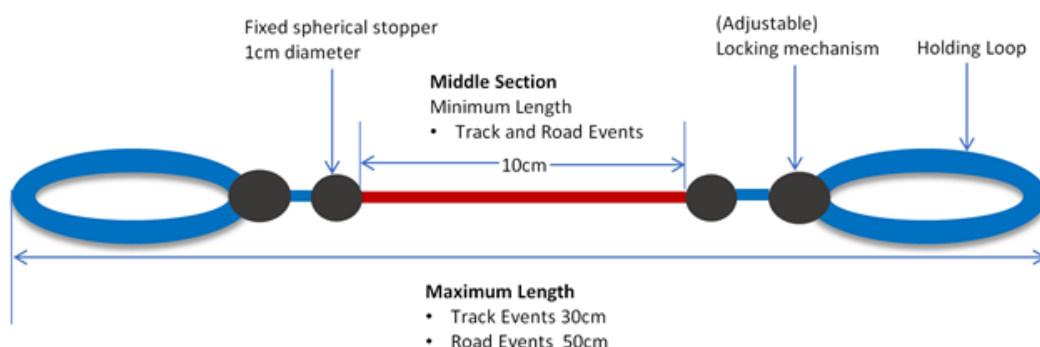 Fixed spherical stopper
1cm diameter
(Adjustable)
Locking mechanism
Holding Loop
Middle Section
Minimum Length
• Track and Road Events
10cm
Maximum Length
• Track Events 30cm
• Road Events 50cm